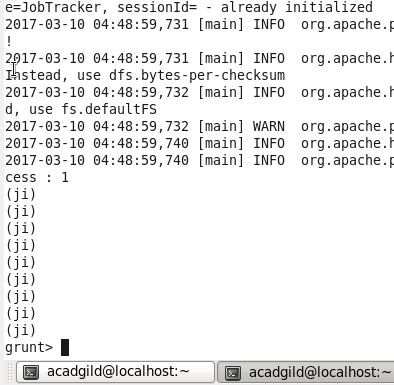 e=JobTracker, sessionId= - already initialized
2017-03-10 04:48:59,731 [main] INFO  org.apache.p
!
2017-03-10 04:48:59,731 [main] INFO  org.apache.h
Instead, use dfs.bytes-per-checksum
2017-03-10 04:48:59,732 [main] INFO  org.apache.h
d, use fs.defaultFS
2017-03-10 04:48:59,732 [main] WARN  org.apache.p
2017-03-10 04:48:59,740 [main] INFO  org.apache.h
2017-03-10 04:48:59,740 [main] INFO  org.apache.p
cess : 1
(ji)
(ji)
(ji)
(ji)
(ji)
(ji)
(ji)
(ji)
(ji)
grunt>
acadgild@localhost:~ acadgild@localhost:~